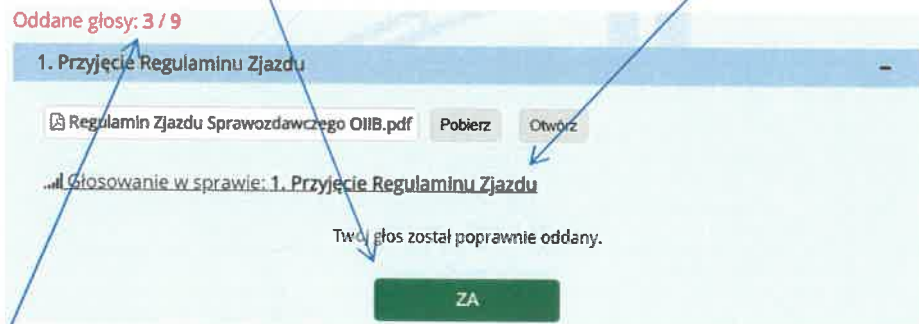 Oddane głosy: 3 / 9
1. Przyjęcie Regulaminu Zjazdu
Regulamin Zjazdu Sprawozdawczego OIIB.pdf Pobierz Otwórz
Głosowanie w sprawie: 1. Przyjęcie Regulaminu Zjazdu
Twój głos został poprawnie oddany.
ZA